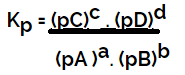 Kp = (pC)ᶜ . (pD)ᵈ
(pA)ᵃ. (pB)ᵇ